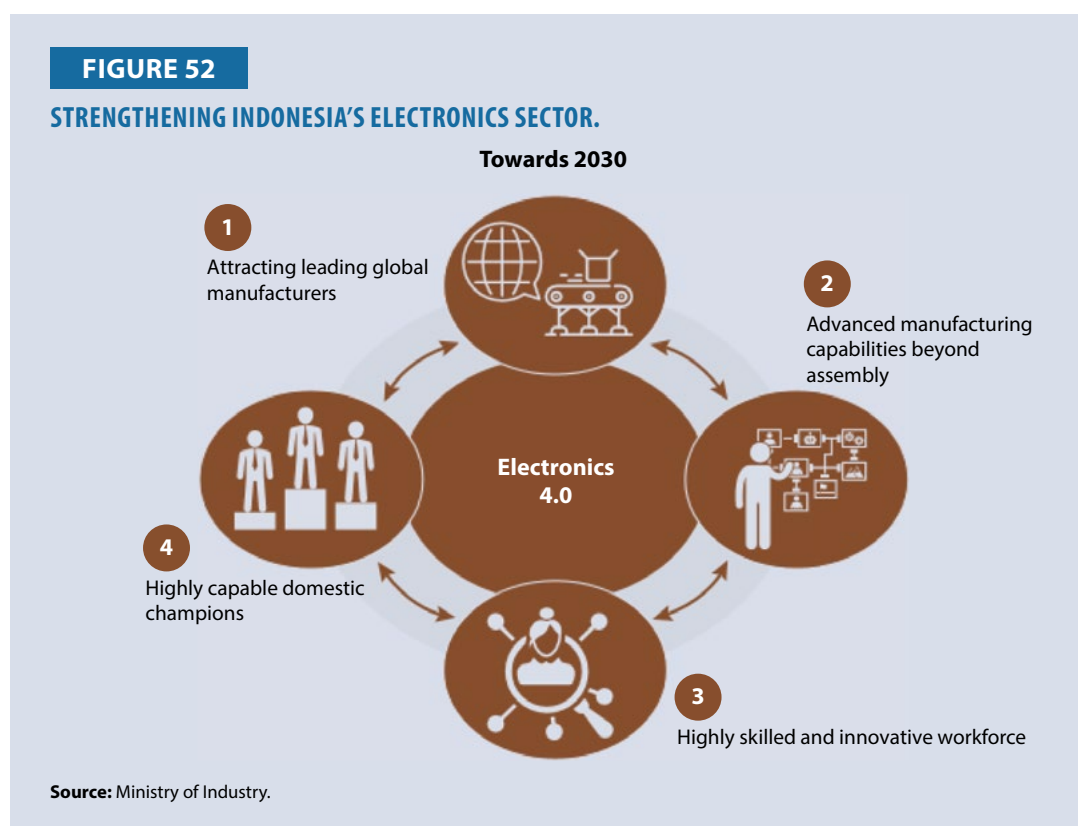 FIGURE 52
STRENGTHENING INDONESIA'S ELECTRONICS SECTOR.
Towards 2030
1
Attracting leading global
manufacturers
2
Advanced manufacturing
capabilities beyond
assembly
Electronics
4.0
4
Highly capable domestic
champions
3
Highly skilled and innovative workforce
Source: Ministry of Industry.